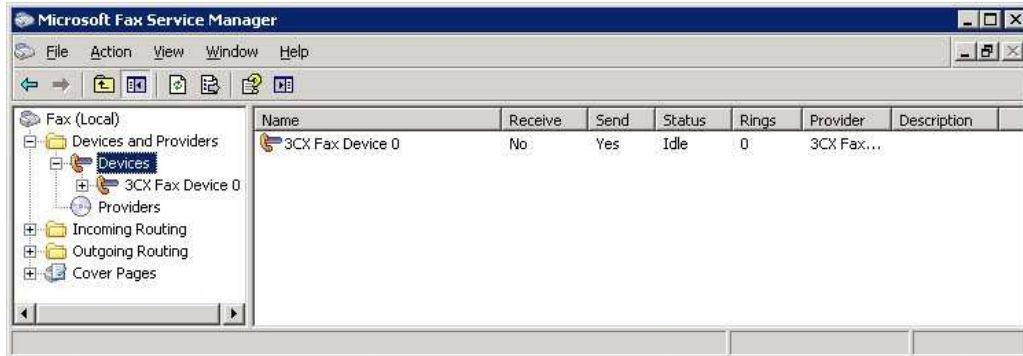 Microsoft Fax Service Manager
File Action View Window Help
Fax (Local)
Devices and Providers
Devices
3CX Fax Device 0
Providers
Incoming Routing
Outgoing Routing
Cover Pages
Name Receive Send Status Rings Provider Description
3CX Fax Device 0 No Yes Idle 0 3CX Fax...